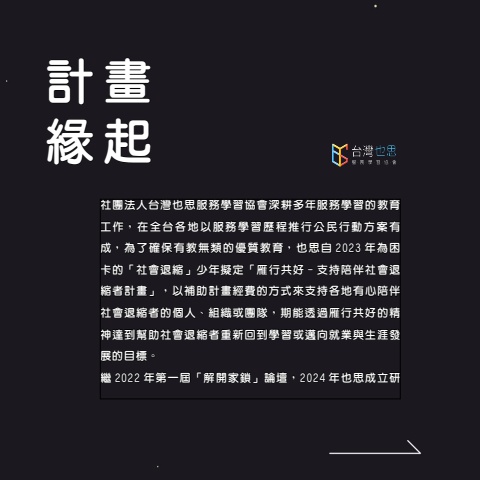 計畫
緣起
台灣也思
服務學習協會
社團法人台灣也思服務學習協會深耕多年服務學習的教育
工作，在全台各地以服務學習歷程推行公民行動方案有
成，為了確保有教無類的優質教育，也思自 2023 年為困
卡的「社會退縮」少年擬定「雁行共好－支持陪伴社會退
縮者計畫」，以補助計畫經費的方式來支持各地有心陪伴
社會退縮者的個人、組織或團隊，期能透過雁行共好的精
神達到幫助社會退縮者重新回到學習或邁向就業與生涯發
展的目標。
繼 2022 年第一屆「解開家鎖」論壇，2024 年也思成立研